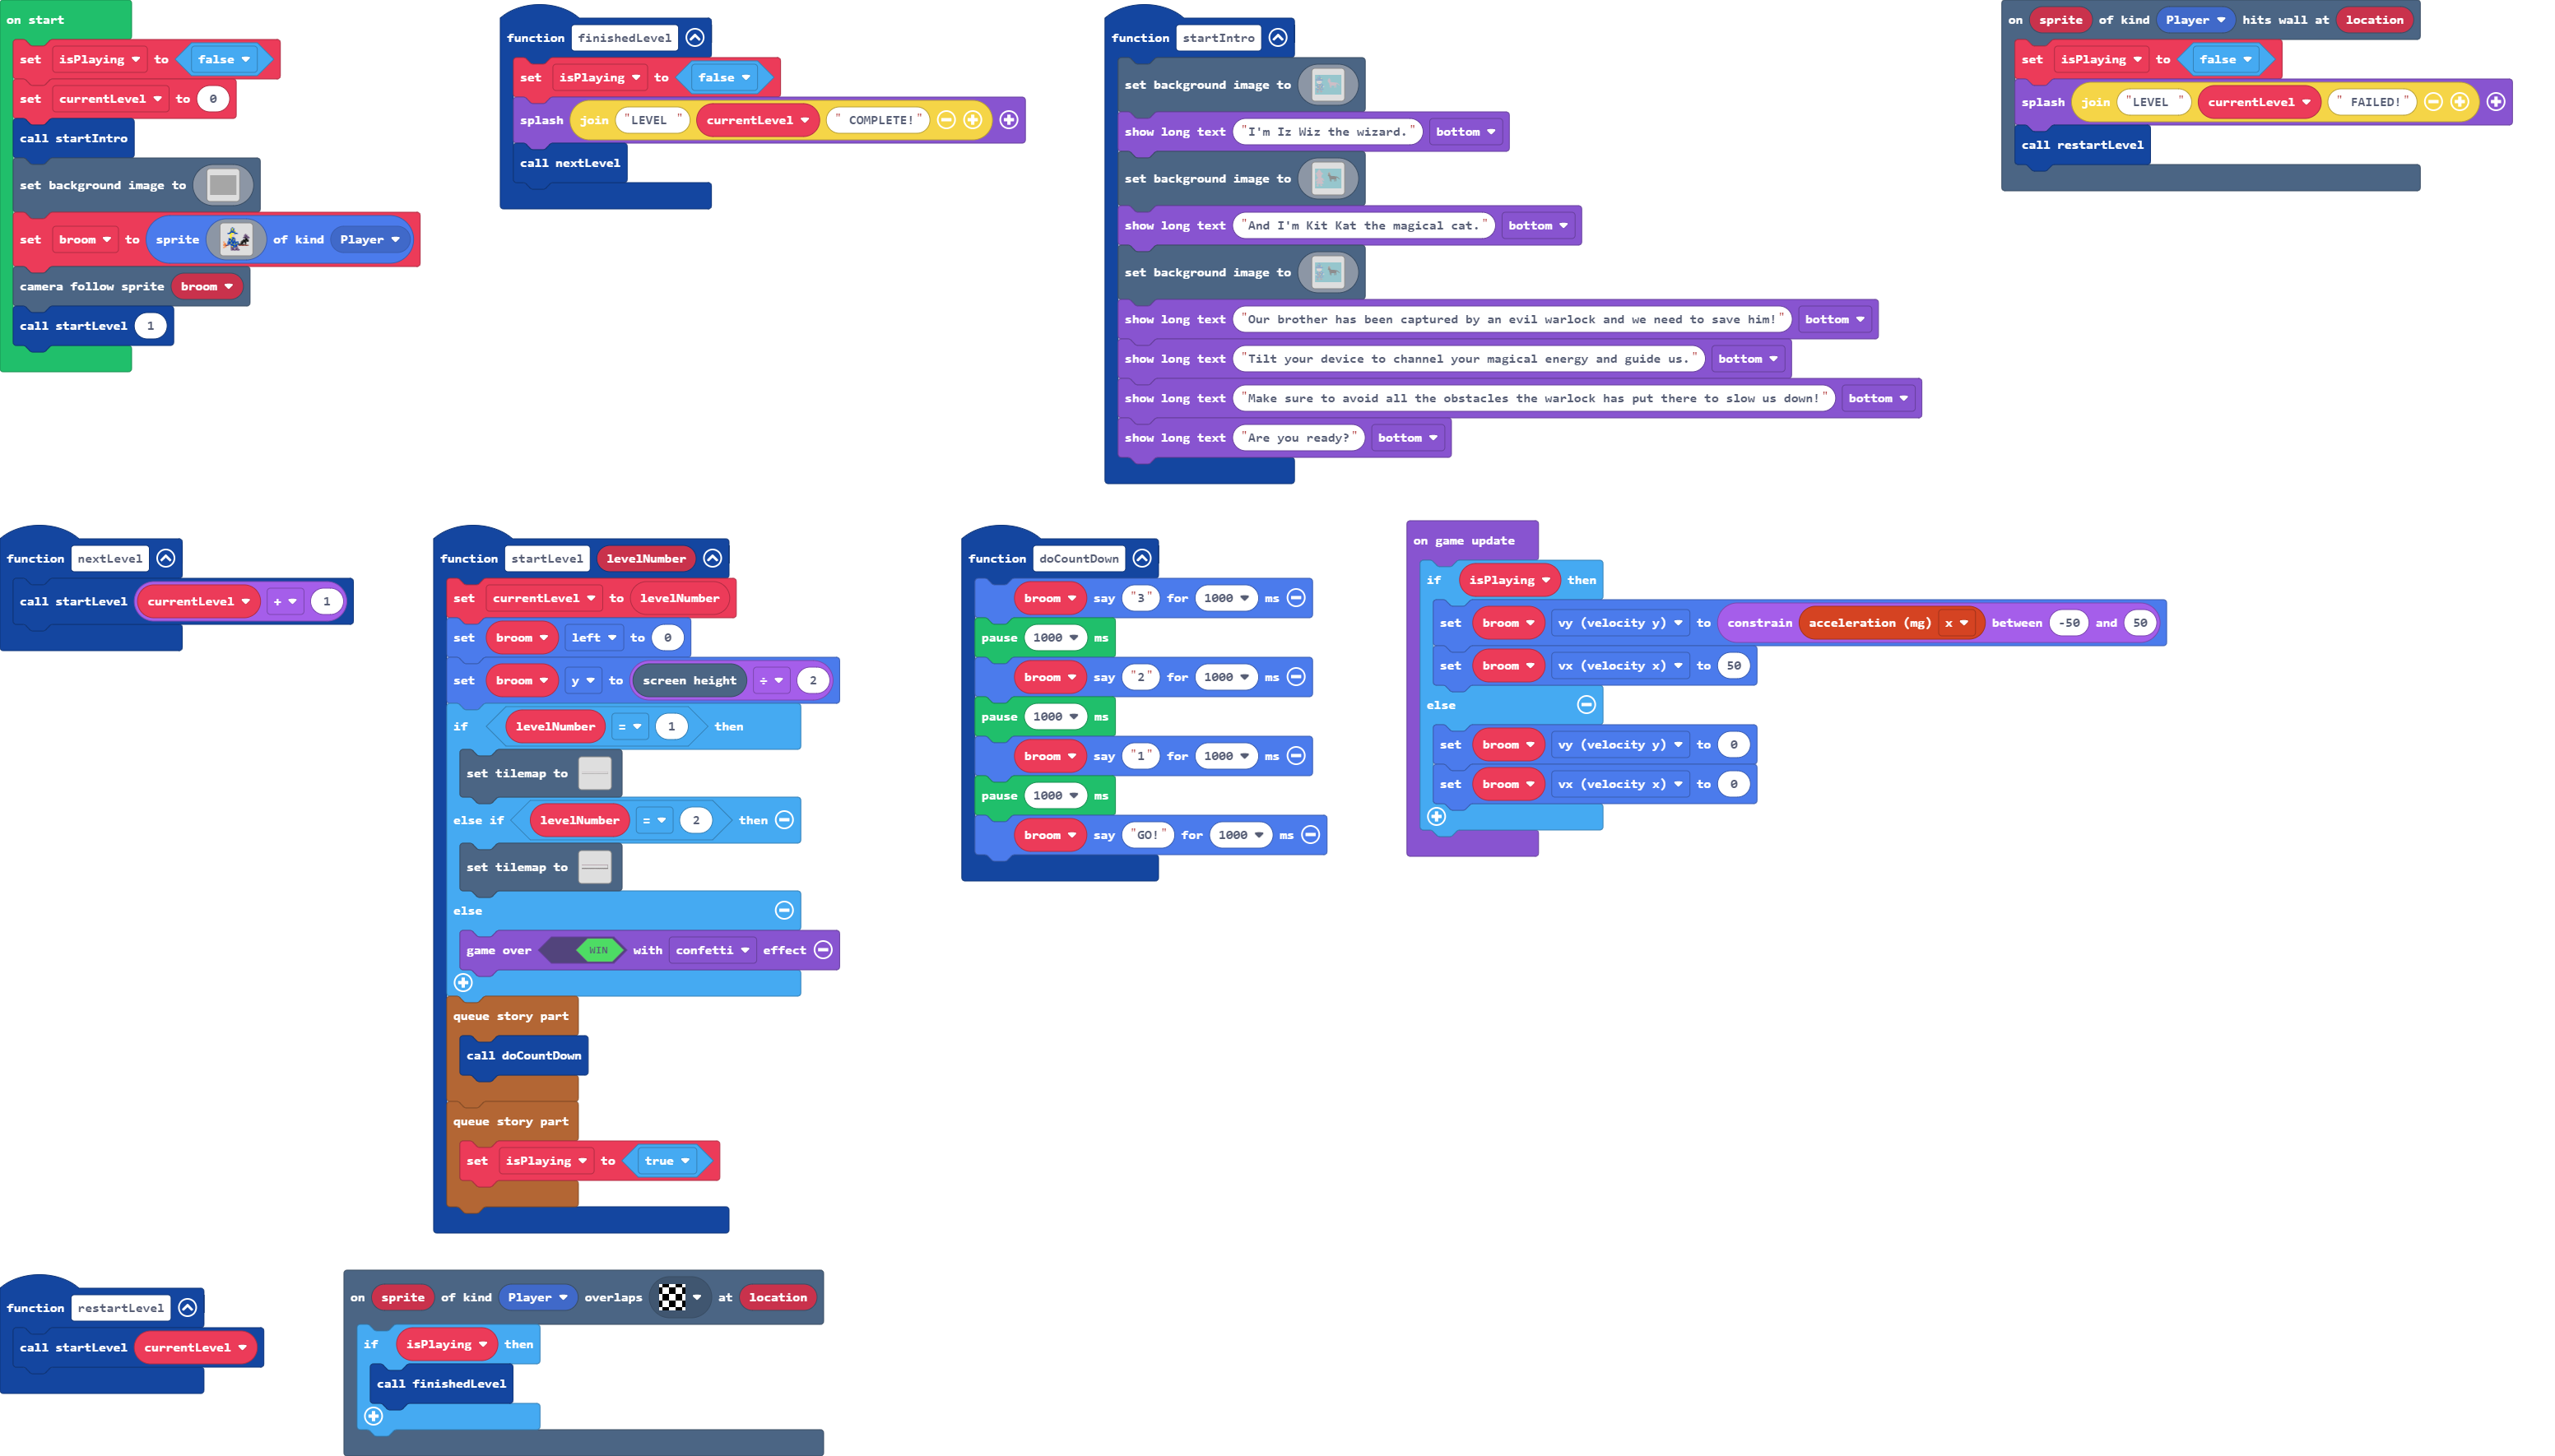 on start
set isPlaying to false
set currentLevel to 0
call startIntro
set background image to
set broom to sprite of kind Player
camera follow sprite broom
call startLevel 1
function finishedLevel
set isPlaying to false
splash join "LEVEL " currentLevel " COMPLETE!"
call nextLevel
function startIntro
set background image to
show long text "I'm Iz Wiz the wizard." bottom
set background image to
show long text "And I'm Kit Kat the magical cat." bottom
set background image to
show long text "Our brother has been captured by an evil warlock and we need to save him!" bottom
show long text "Tilt your device to channel your magical energy and guide us." bottom
show long text "Make sure to avoid all the obstacles the warlock has put there to slow us down!" bottom
show long text "Are you ready?" bottom
on sprite of kind Player hits wall at location
set isPlaying to false
splash join "LEVEL " currentLevel " FAILED!"
call restartLevel
function nextLevel
call startLevel currentLevel + 1
function startLevel levelNumber
set currentLevel to levelNumber
set broom left to 0
set broom y to screen height ÷ 2
if levelNumber = 1 then
set tilemap to
else if levelNumber = 2 then
set tilemap to
else
game over WIN with confetti effect
queue story part
call doCountDown
queue story part
set isPlaying to true
function doCountDown
broom say "3" for 1000 ms
pause 1000 ms
broom say "2" for 1000 ms
pause 1000 ms
broom say "1" for 1000 ms
pause 1000 ms
broom say "GO!" for 1000 ms
on game update
if isPlaying then
set broom vy (velocity y) to constrain acceleration (mg) x between -50 and 50
set broom vx (velocity x) to 50
else
set broom vy (velocity y) to 0
set broom vx (velocity x) to 0
function restartLevel
call startLevel currentLevel
on sprite of kind Player overlaps at location
if isPlaying then
call finishedLevel